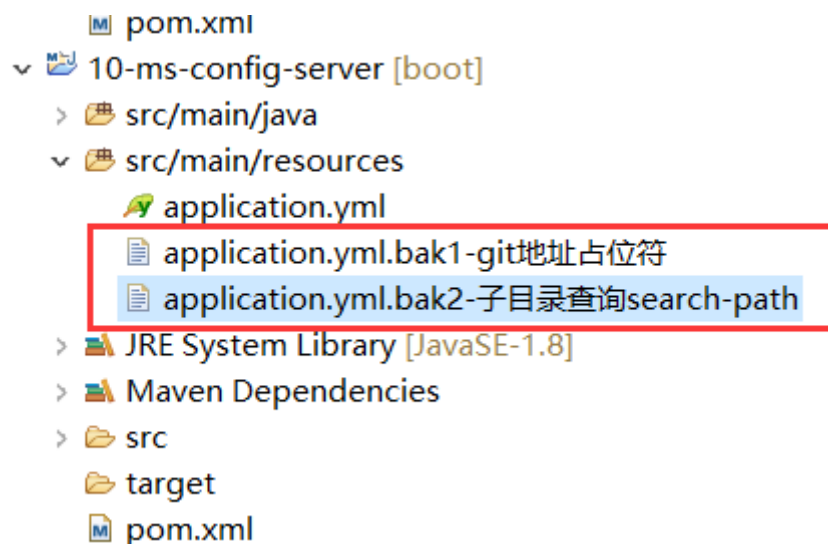 pom.xml
10-ms-config-server [boot]
src/main/java
src/main/resources
application.yml
application.yml.bak1-git地址占位符
application.yml.bak2-子目录查询search-path
JRE System Library [JavaSE-1.8]
Maven Dependencies
src
target
pom.xml